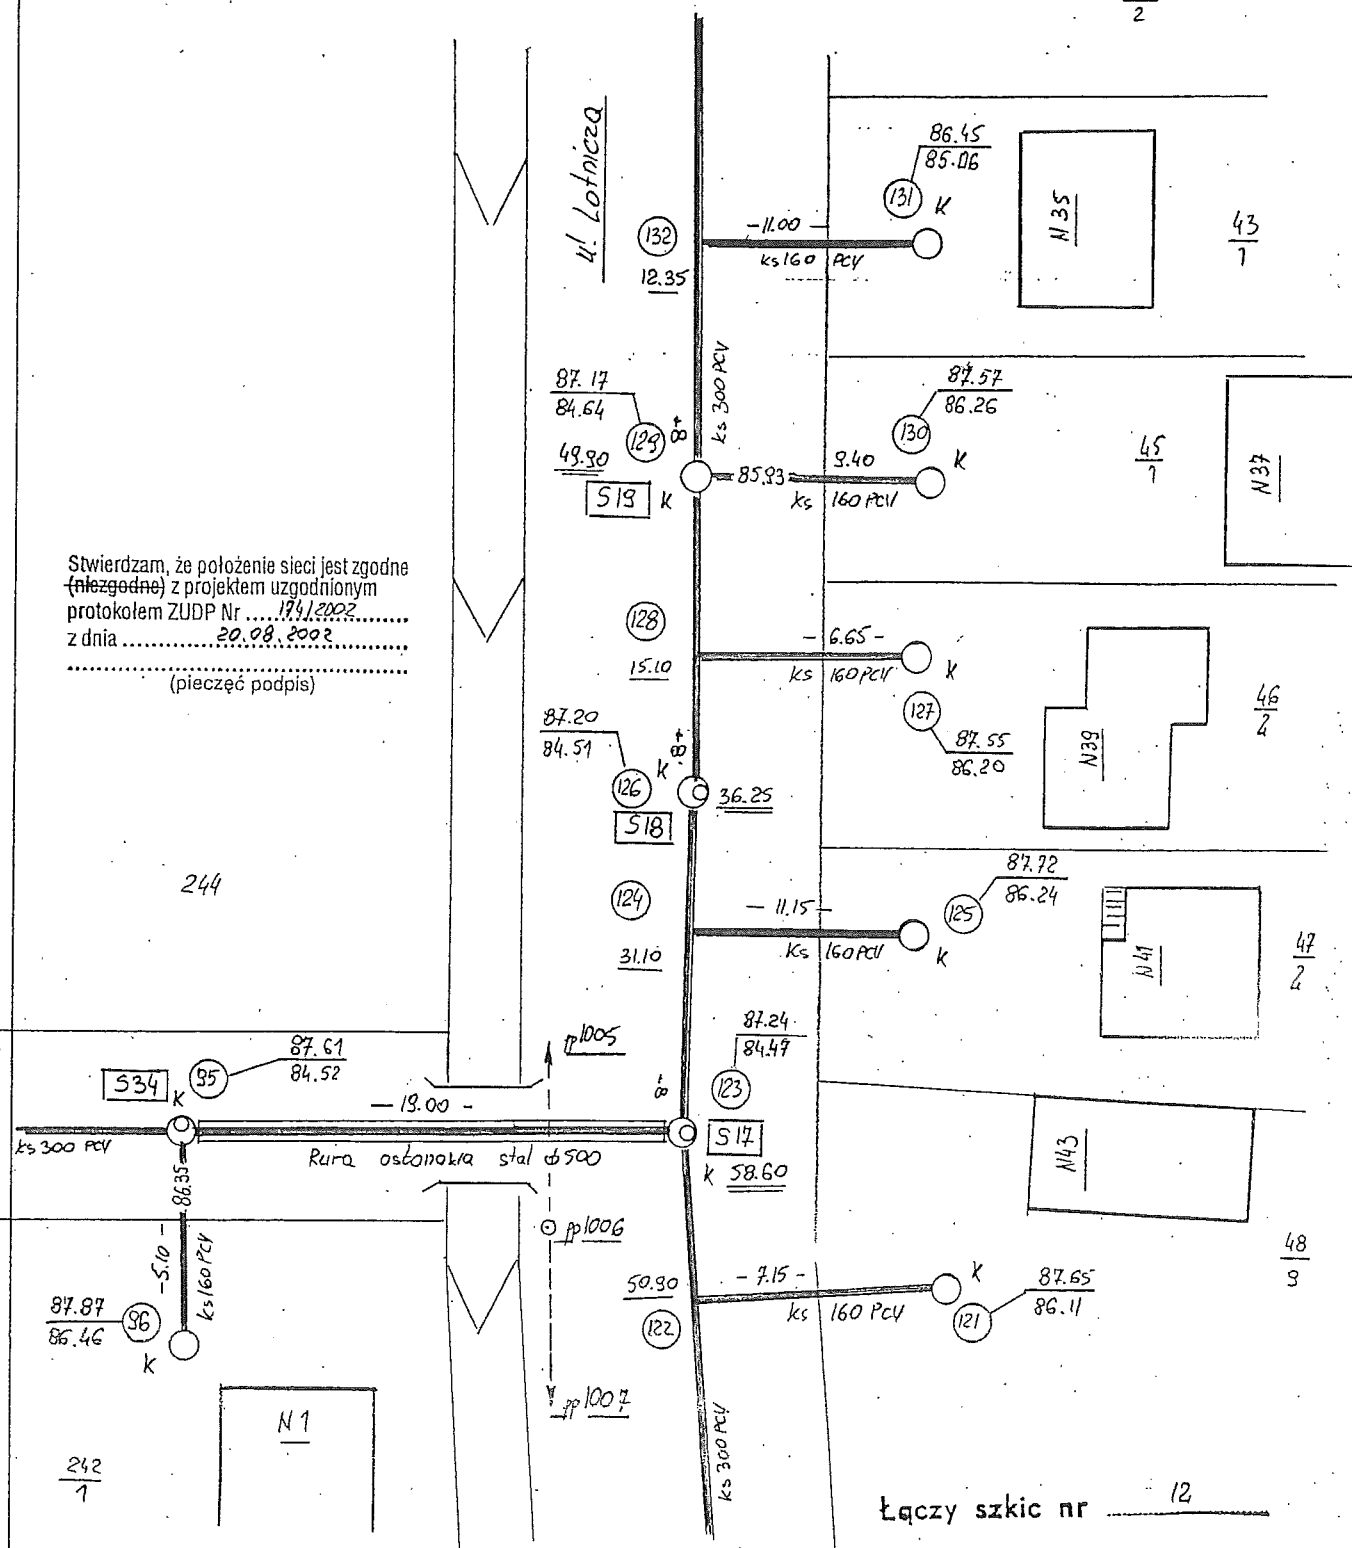 2
86.45
85.06
131
K
ul. Lotnicza
132
12.35
-11.00-
ks160 PCV
N35
43
1
ks 300 PCV
87.17
84.64
129
49.90
S19 K
85.93
87.57
86.26
130
9.40
K
ks 160 PCV
45
1
N37
Stwierdzam, że położenie sieci jest zgodne
(niezgodne) z projektem uzgodnionym
protokołem ZUDP Nr ....174/2002....
z dnia ....20.08.2002....
(pieczęć podpis)
128
15.10
- 6.65 -
ks 160 PCV
K
127
87.55
86.20
N39
46
2
87.20
84.51
126
K
S18
36.25
244
124
31.10
- 11.15 -
ks 160 PCV
K
125
87.72
86.24
N41
47
2
87.24
84.47
123
S17
K 58.60
pp1005
S34
95
87.61
84.52
K
- 19.00 -
ks 300 PCV
Rura osłonowa stal ϕ500
N43
86.35
-5.10-
ks160 PCV
pp1006
48
9
50.90
122
- 7.15 -
ks 160 PCV
K
121
87.65
86.11
87.87
86.46
96
K
pp1007
N1
ks 300 PCV
242
1
Łączy szkic nr 12